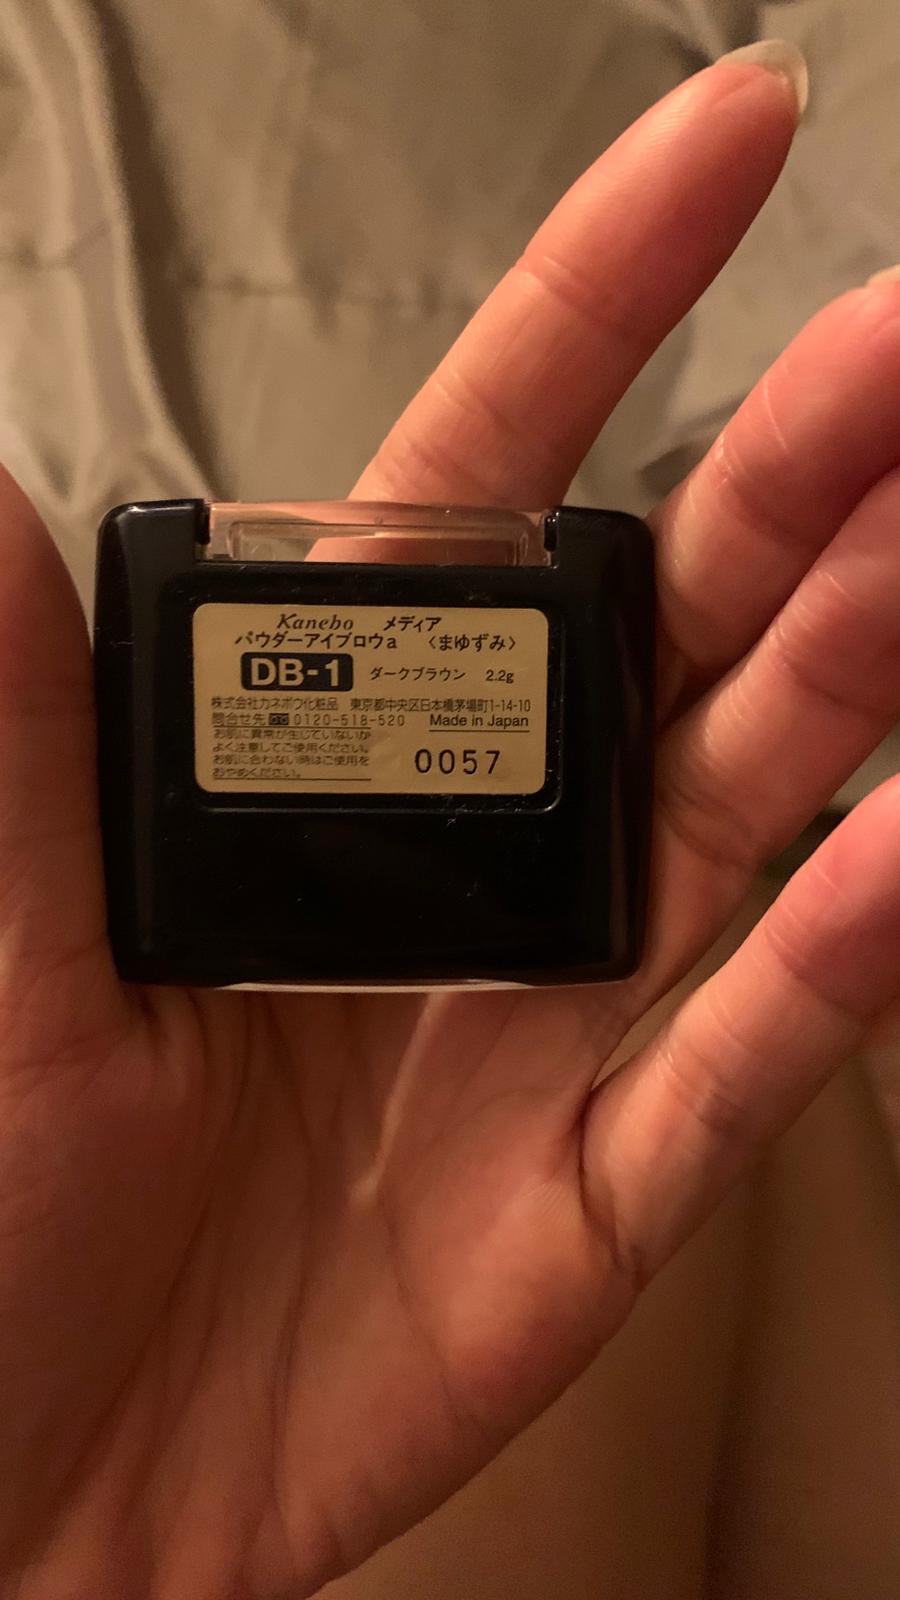 Kanebo メディア
パウダーアイブロウa 〈まゆずみ〉
DB-1 ダークブラウン 2.2g
株式会社カネボウ化粧品 東京都中央区日本橋茅場町1-14-10
問合せ先 0120-518-520 Made in Japan
お肌に異常が生じていないか
よく注意してご使用ください。
お肌に合わない時はご使用を
おやめください。
0057